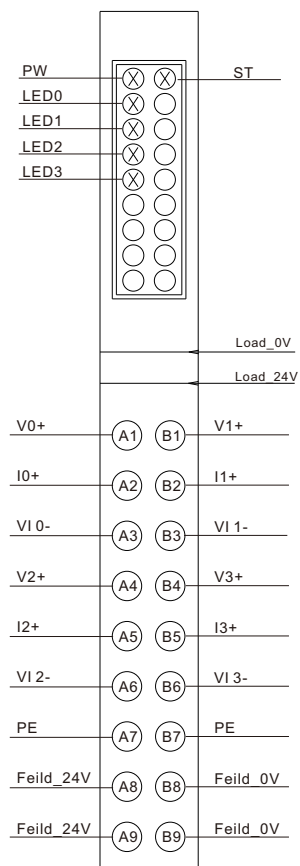 PW ST
LED0
LED1
LED2
LED3
Load_0V
Load_24V
V0+ A1 B1 V1+
I0+ A2 B2 I1+
VI 0- A3 B3 VI 1-
V2+ A4 B4 V3+
I2+ A5 B5 I3+
VI 2- A6 B6 VI 3-
PE A7 B7 PE
Feild_24V A8 B8 Feild_0V
Feild_24V A9 B9 Feild_0V